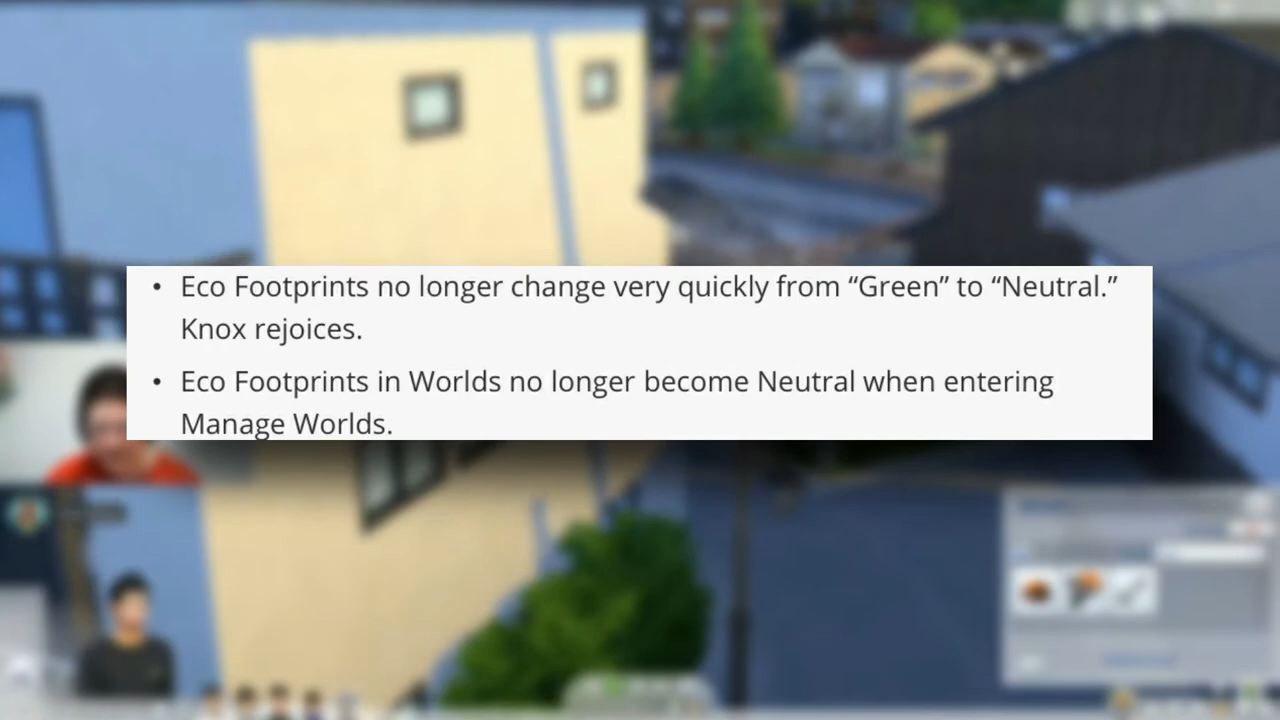 • Eco Footprints no longer change very quickly from “Green” to “Neutral.”
Knox rejoices.
• Eco Footprints in Worlds no longer become Neutral when entering
Manage Worlds.